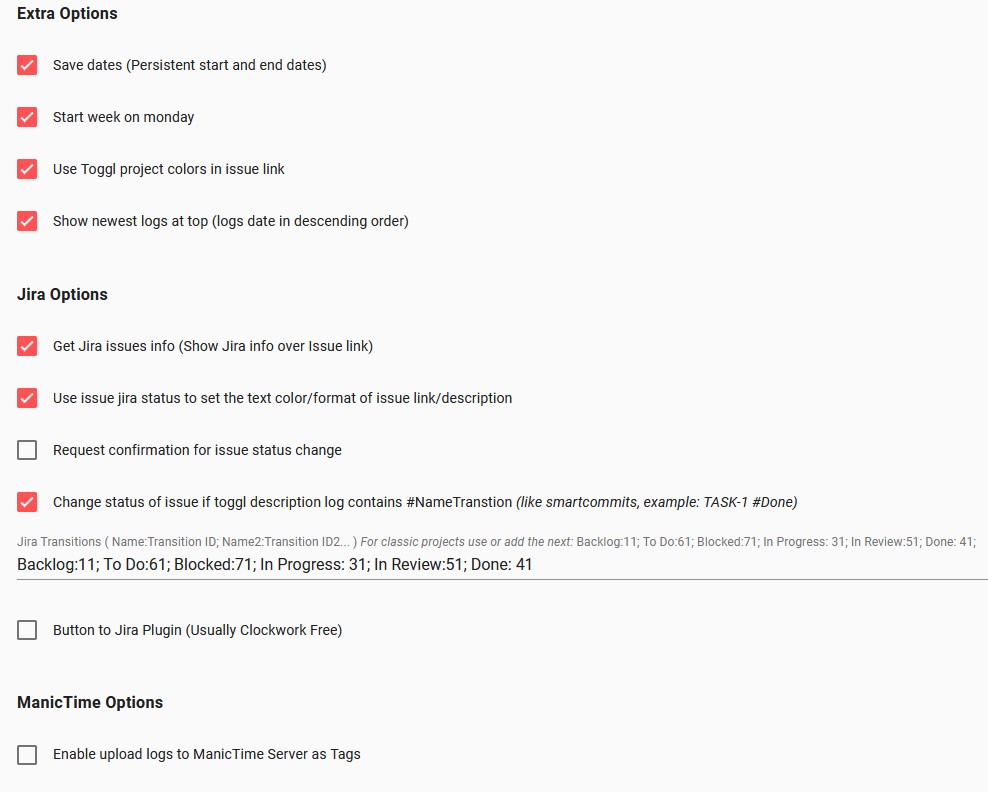 Extra Options
Save dates (Persistent start and end dates)
Start week on monday
Use Toggl project colors in issue link
Show newest logs at top (logs date in descending order)
Jira Options
Get Jira issues info (Show Jira info over Issue link)
Use issue jira status to set the text color/format of issue link/description
Request confirmation for issue status change
Change status of issue if toggl description log contains #NameTranstion (like smartcommits, example: TASK-1 #Done)
Jira Transitions ( Name:Transition ID; Name2:Transition ID2... ) For classic projects use or add the next: Backlog:11; To Do:61; Blocked:71; In Progress: 31; In Review:51; Done: 41;
Backlog:11; To Do:61; Blocked:71; In Progress: 31; In Review:51; Done: 41
Button to Jira Plugin (Usually Clockwork Free)
ManicTime Options
Enable upload logs to ManicTime Server as Tags